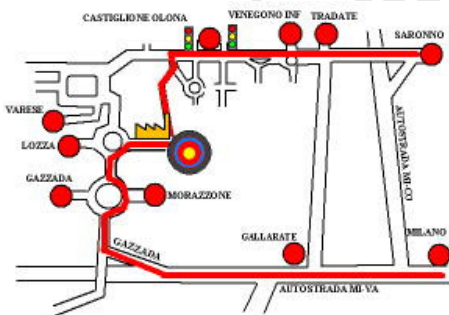 CASTIGLIONE OLONA
VENEGONO INF
TRADATE
SARONNO
VARESE
LOZZA
AUTOSTRADA MI-CO
GAZZADA
MORAZZONE
GAZZADA
GALLARATE
MILANO
AUTOSTRADA MI-VA